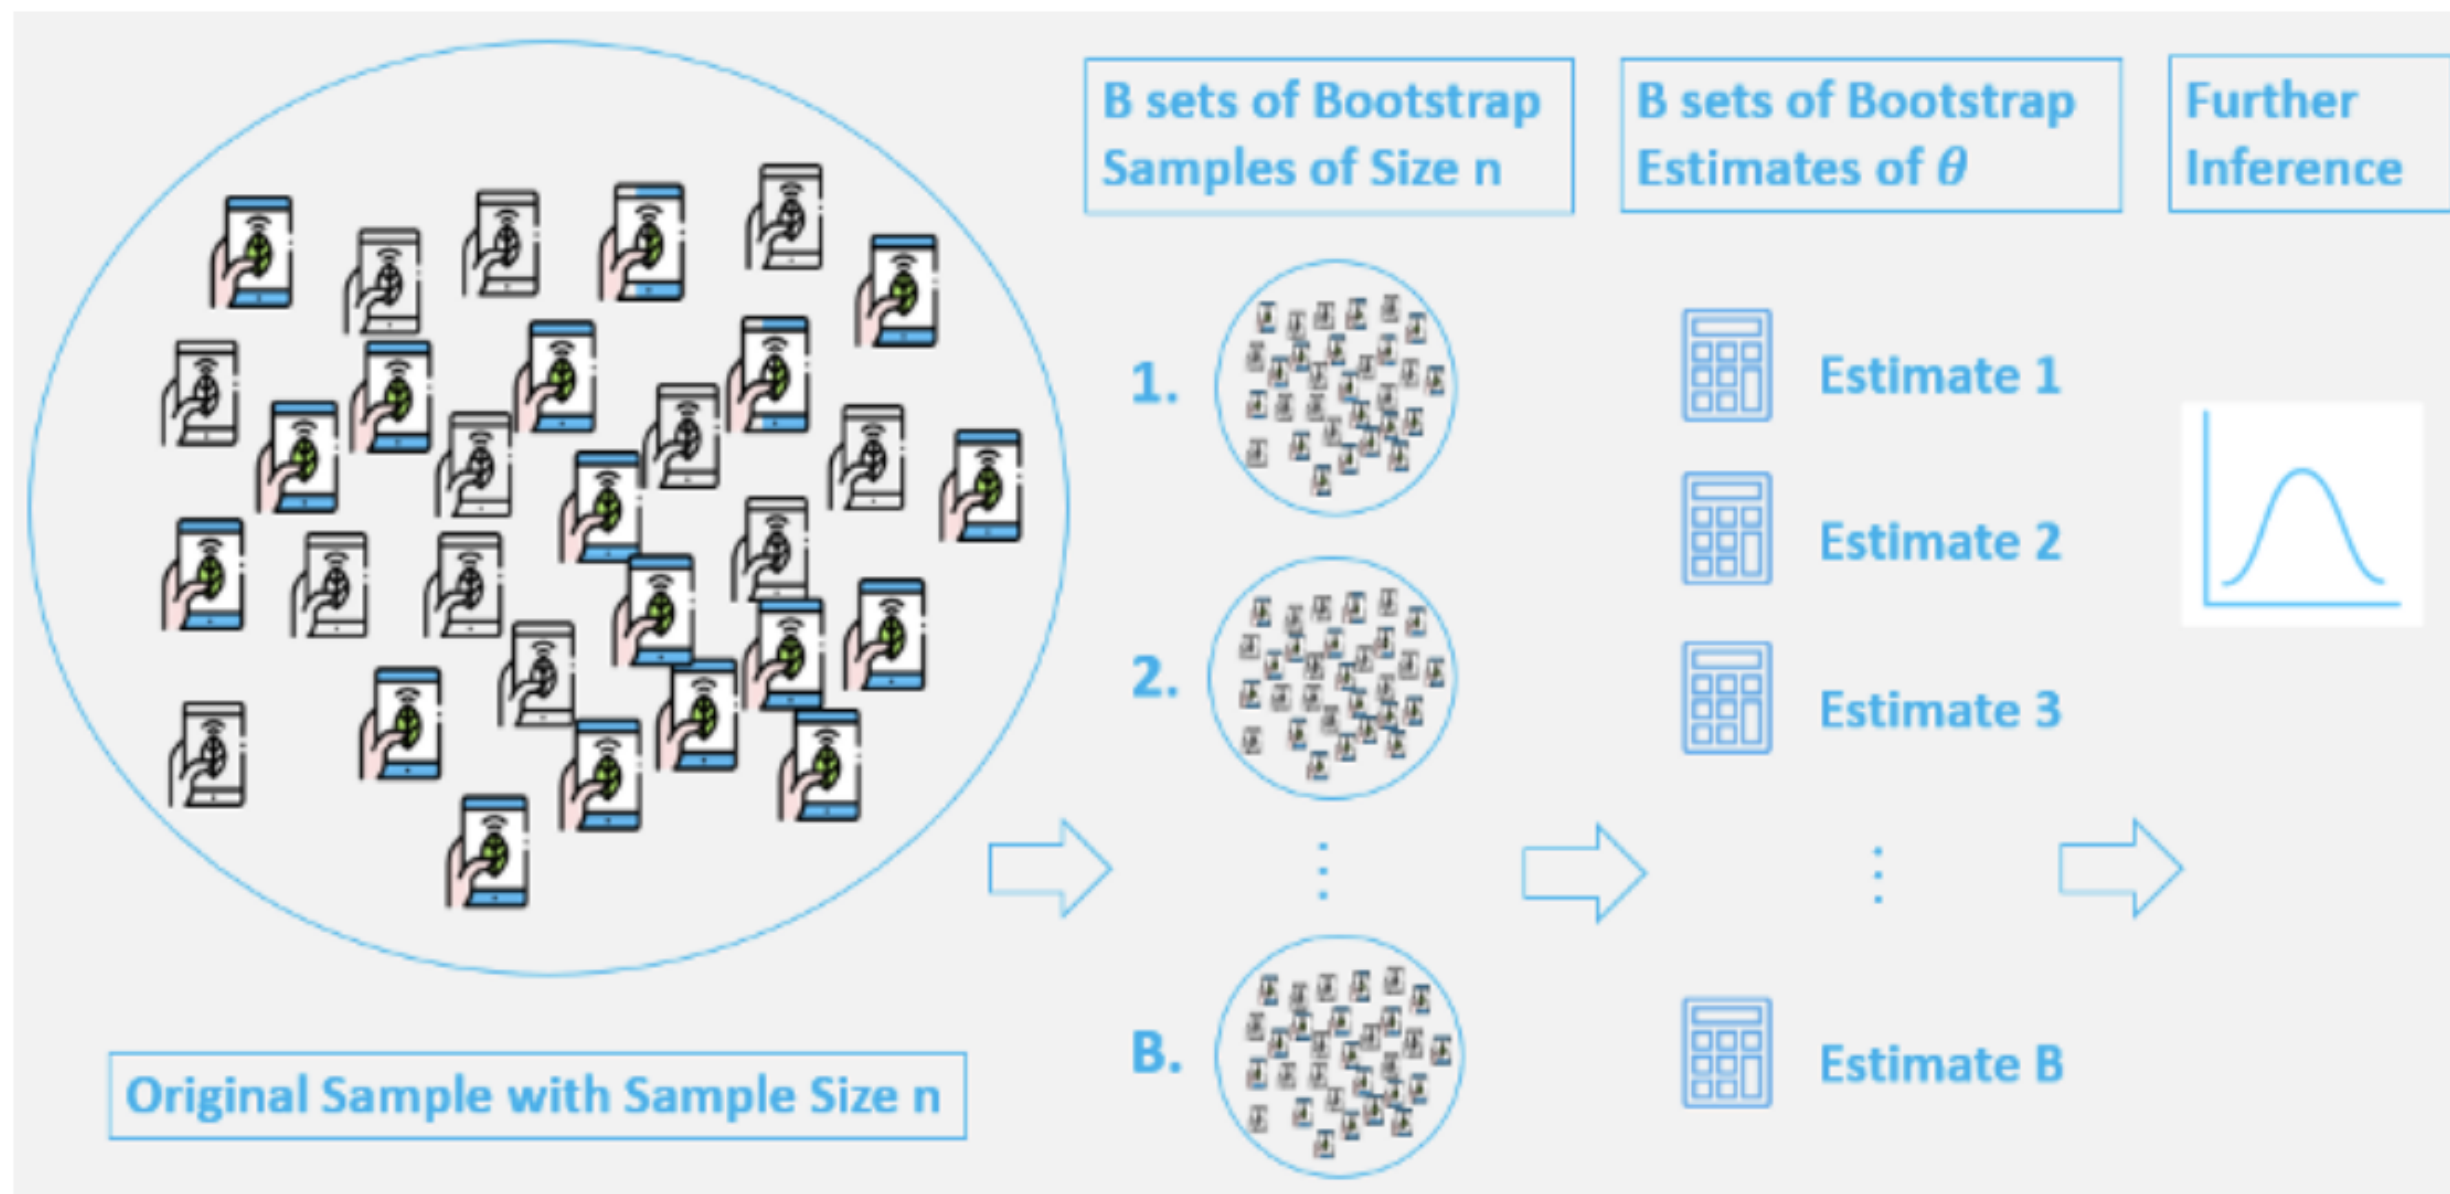 B sets of Bootstrap
Samples of Size n
B sets of Bootstrap
Estimates of θ
Further
Inference
1.
Estimate 1
Estimate 2
2.
Estimate 3
B.
Estimate B
Original Sample with Sample Size n